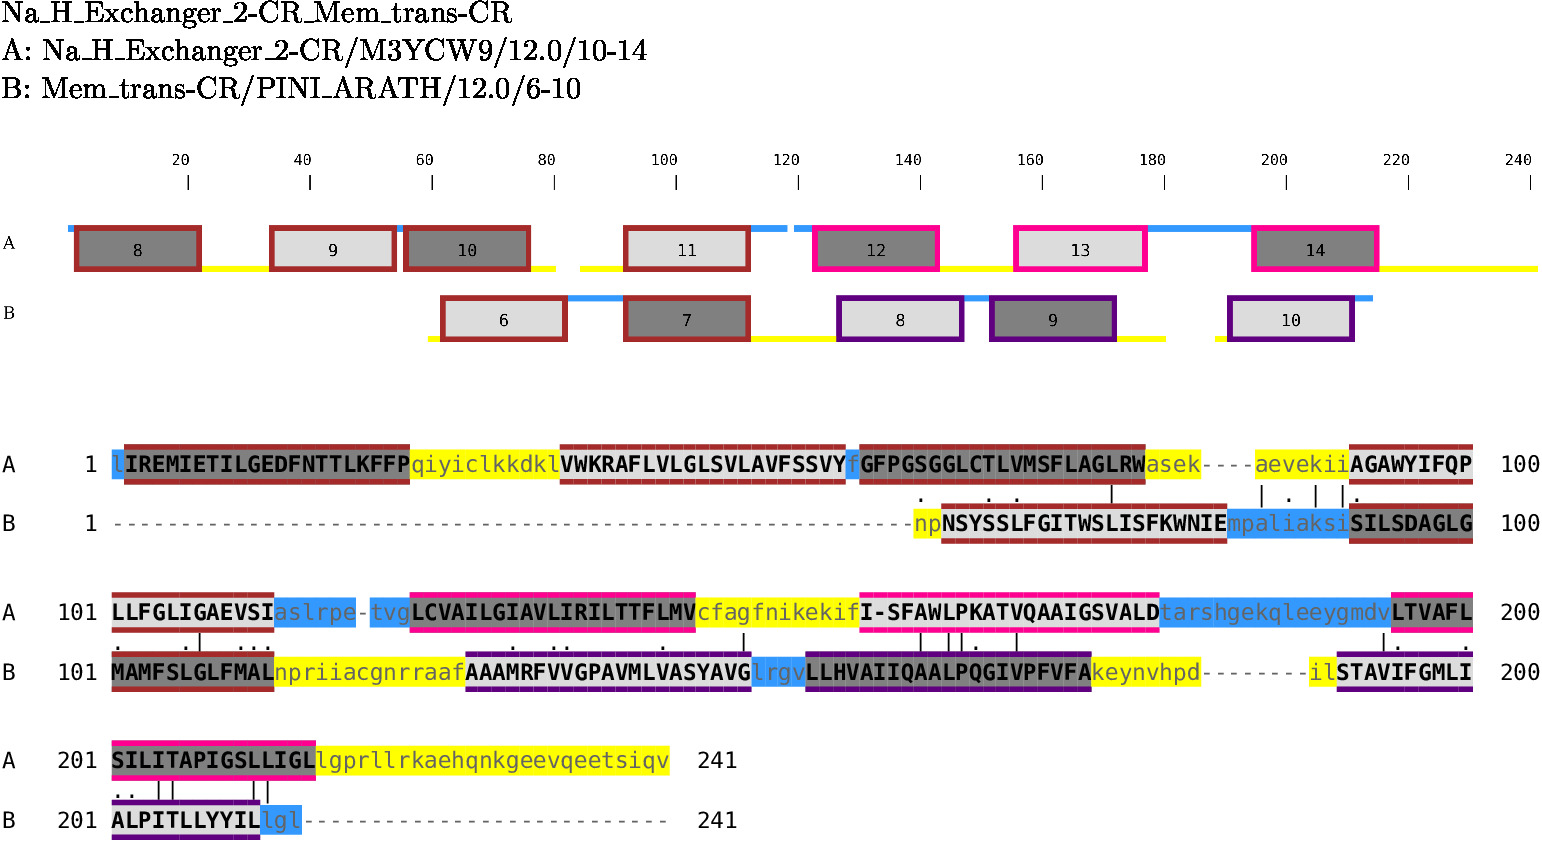 Na_H_Exchanger_2-CR_Mem_trans-CR
A: Na_H_Exchanger_2-CR/M3YCW9/12.0/10-14
B: Mem_trans-CR/PINI_ARATH/12.0/6-10
20 40 60 80 100 120 140 160 180 200 220 240
A 8 9 10 11 12 13 14
B 6 7 8 9 10
A 1 lIREMIETILGEDFNTTLKFFPqiyiclkkdklVWKRAFLVLGLSVLAVFSSVYfGFPGSGGLCTLVMSFLAGLRWasek----aevekiiAGAWYIFQP 100
B 1 -----------------------------------------------------------npNSYSSLFGITWSLISFKWNIEmpaliaksiSILSDAGLG 100
A 101 LLFGLIGAEVSIaslrpe-tvgLCVAILGIAVLIRILTTFLMVcfagfnikekifI-SFAWLPKATVQAAIGSVALDtarshgekqleeygmdvLTVAFL 200
B 101 MAMFSLGLFMALnpriiacgnrraafAAAMRFVVGPAVMLVASYAVGlrgvLLHVAIIQAALPQGIVPFVFAkeynvhpd--------ilSTAVIFGMLI 200
A 201 SILITAPIGSLLIGLlgprllrkaehqnkgeevqeetsiqv 241
B 201 ALPITLLYYILlgl--------------------------- 241